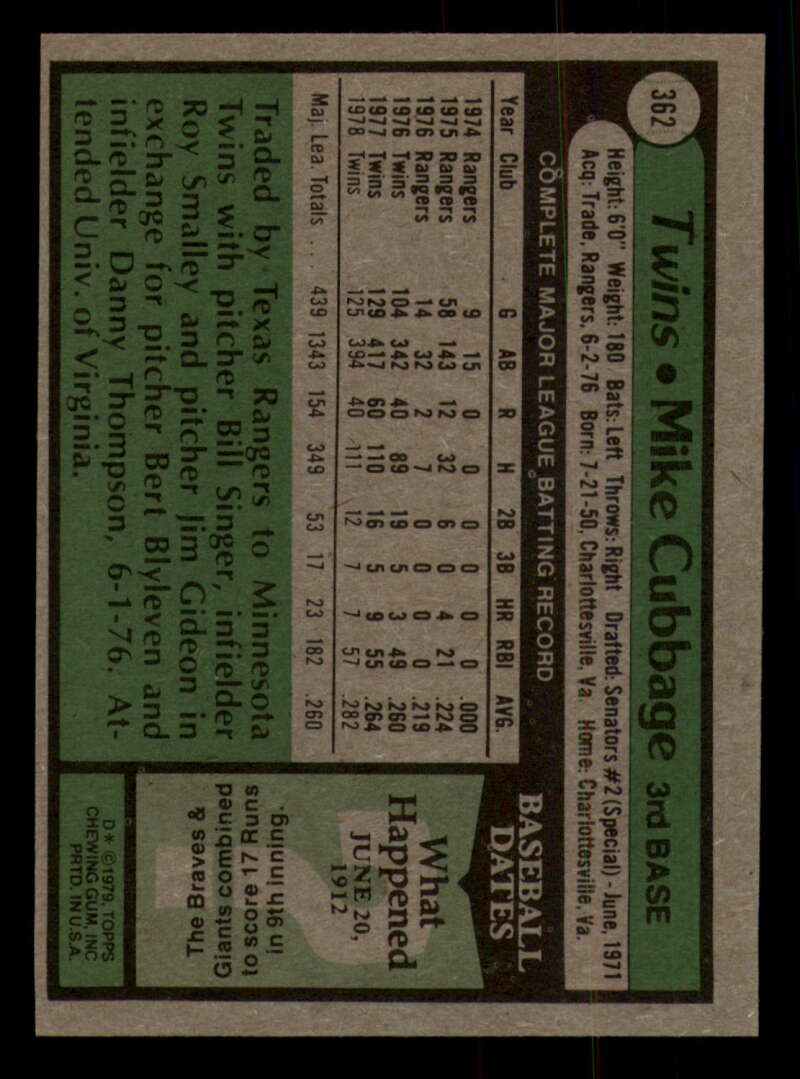 362
Twins • Mike Cubbage 3rd BASE
Height: 6'0" Weight: 180 Bats: Left Throws: Right Drafted: Senators #2 (Special) - June, 1971
Acq: Trade, Rangers, 6-2-76 Born: 7-21-50, Charlottesville, Va. Home: Charlottesville, Va.
COMPLETE MAJOR LEAGUE BATTING RECORD
Year Club G AB R H 2B 3B HR RBI AVG.
1974 Rangers 9 15 0 0 0 0 0 0 .000
1975 Rangers 58 143 12 32 6 0 4 21 .224
1976 Rangers 14 32 2 7 0 0 0 0 .219
1976 Twins 104 342 40 89 19 5 3 49 .260
1977 Twins 129 417 60 110 16 5 9 55 .264
1978 Twins 125 394 40 111 12 7 7 57 .282
Maj. Lea. Totals . . . 439 1343 154 349 53 17 23 182 .260
Traded by Texas Rangers to Minnesota
Twins with pitcher Bill Singer, infielder
Roy Smalley and pitcher Jim Gideon in
exchange for pitcher Bert Blyleven and
infielder Danny Thompson, 6-1-76. At-
tended Univ. of Virginia.
BASEBALL
DATES
What
Happened
JUNE 20,
1912
The Braves &
Giants combined
to score 17 Runs
in 9th inning.
D* © 1979, TOPPS
CHEWING GUM, INC
PRTD. IN U.S.A.